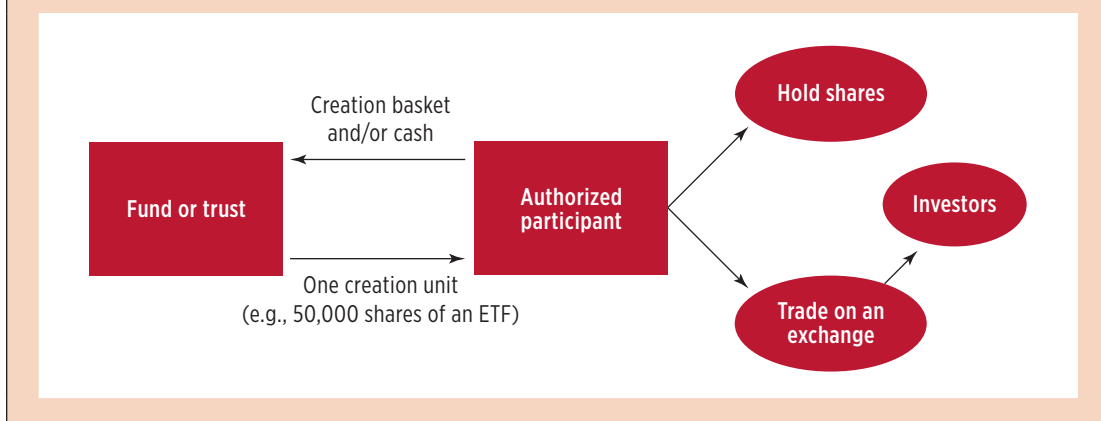 Creation basket
and/or cash
Hold shares
Fund or trust
Authorized
participant
Investors
One creation unit
(e.g., 50,000 shares of an ETF)
Trade on an
exchange